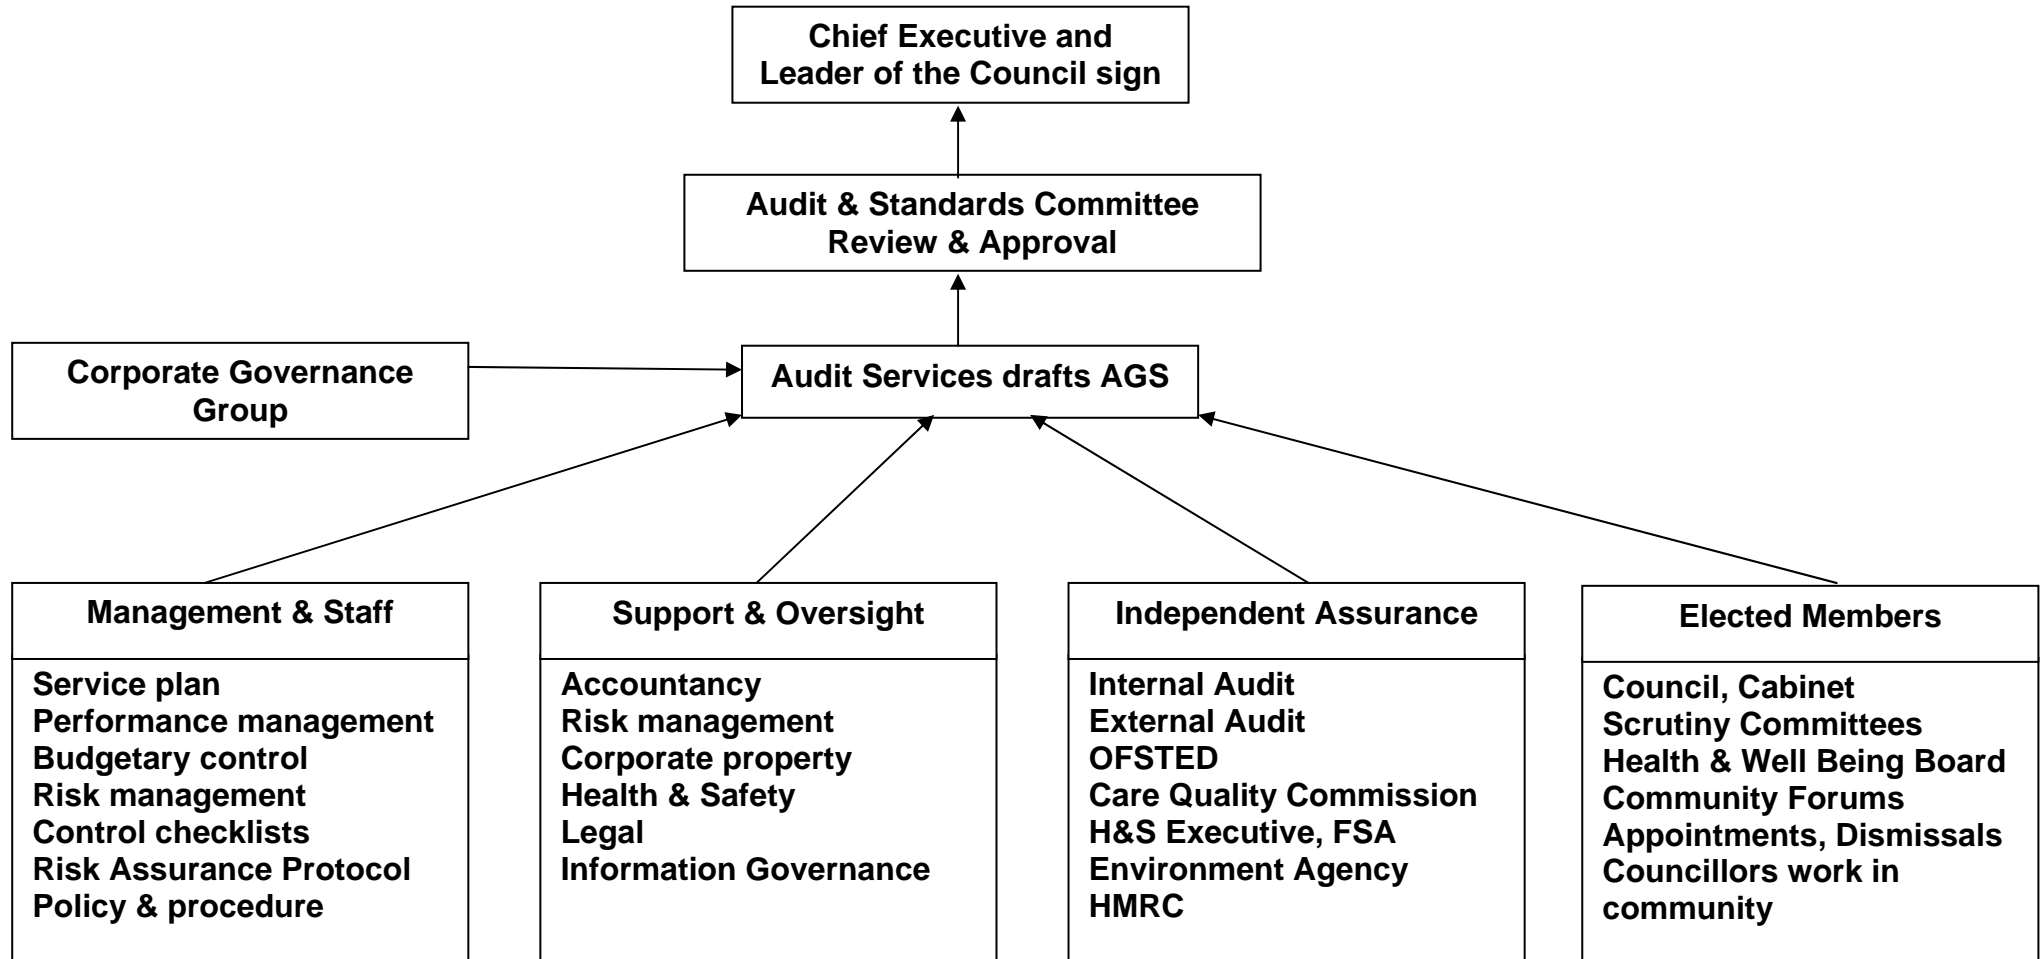 Chief Executive and
Leader of the Council sign
Audit & Standards Committee
Review & Approval
Corporate Governance
Group
Audit Services drafts AGS
Management & Staff
Service plan
Performance management
Budgetary control
Risk management
Control checklists
Risk Assurance Protocol
Policy & procedure
Support & Oversight
Accountancy
Risk management
Corporate property
Health & Safety
Legal
Information Governance
Independent Assurance
Internal Audit
External Audit
OFSTED
Care Quality Commission
H&S Executive, FSA
Environment Agency
HMRC
Elected Members
Council, Cabinet
Scrutiny Committees
Health & Well Being Board
Community Forums
Appointments, Dismissals
Councillors work in
community